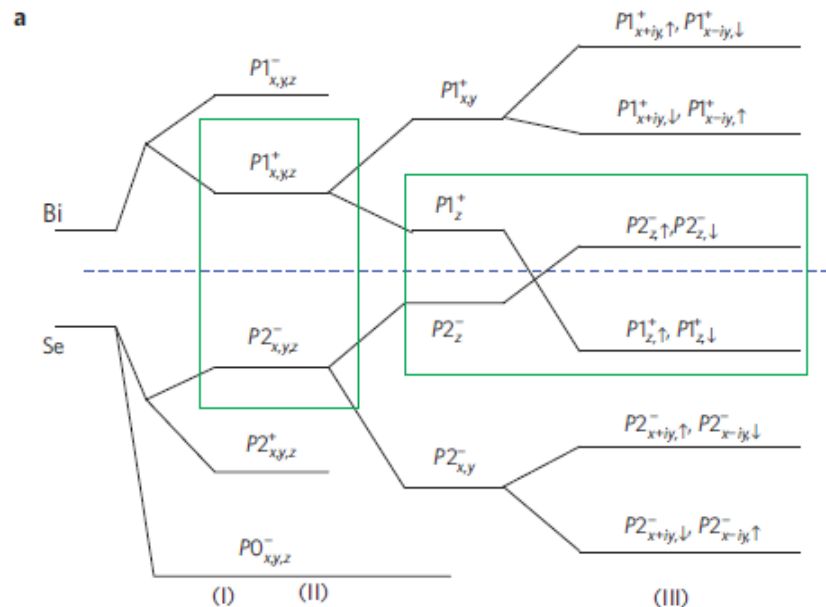 a
P1⁺x+iy,↑, P1⁺x−iy,↓
P1⁻x,y,z
P1⁺x,y
P1⁺x+iy,↓, P1⁺x−iy,↑
P1⁺x,y,z
Bi
P1⁺z
P2⁻z,↑, P2⁻z,↓
Se
P2⁻x,y,z
P2⁻z
P1⁺z,↑, P1⁺z,↓
P2⁺x,y,z
P2⁻x,y
P2⁻x+iy,↑, P2⁻x−iy,↓
P2⁻x+iy,↓, P2⁻x−iy,↑
P0⁻x,y,z
(I) (II) (III)